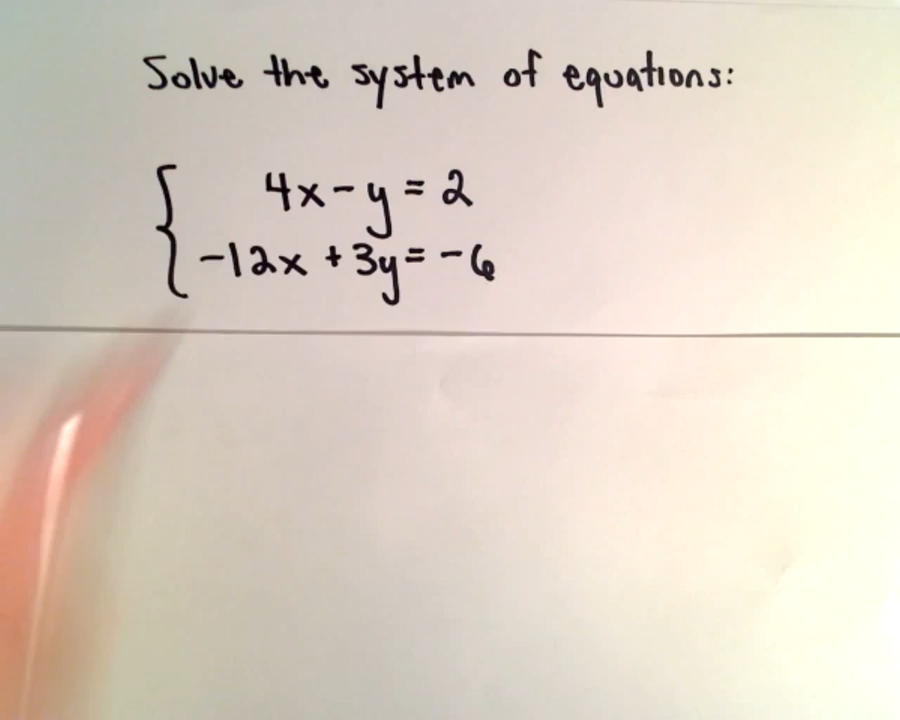 Solve the system of equations:
4x - y = 2
-12x + 3y = -6